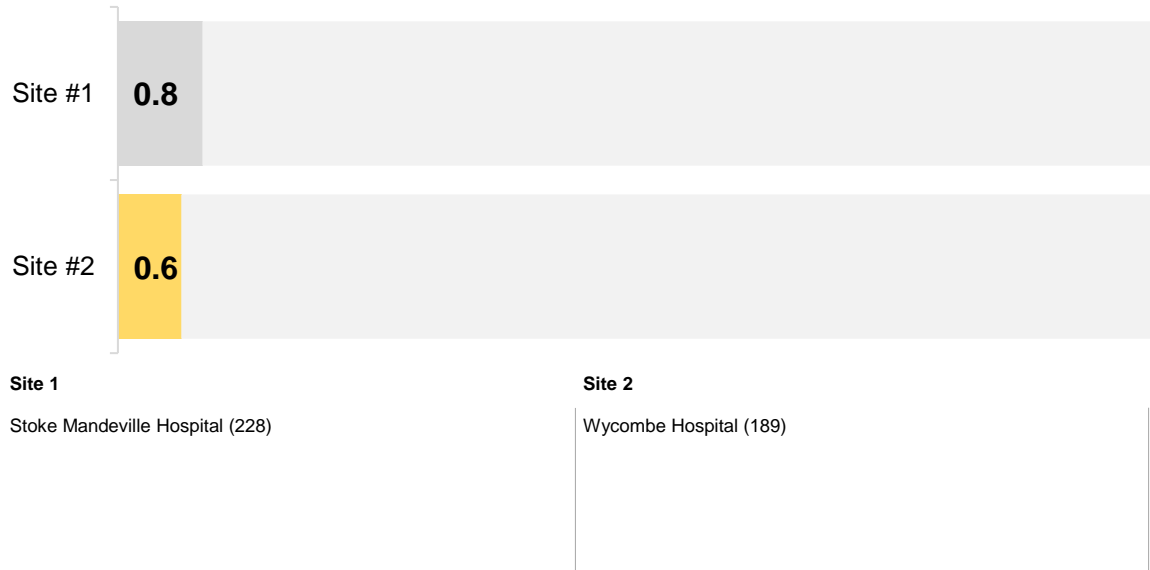 Site #1
0.8
Site #2
0.6
Site 1
Site 2
Stoke Mandeville Hospital (228)
Wycombe Hospital (189)